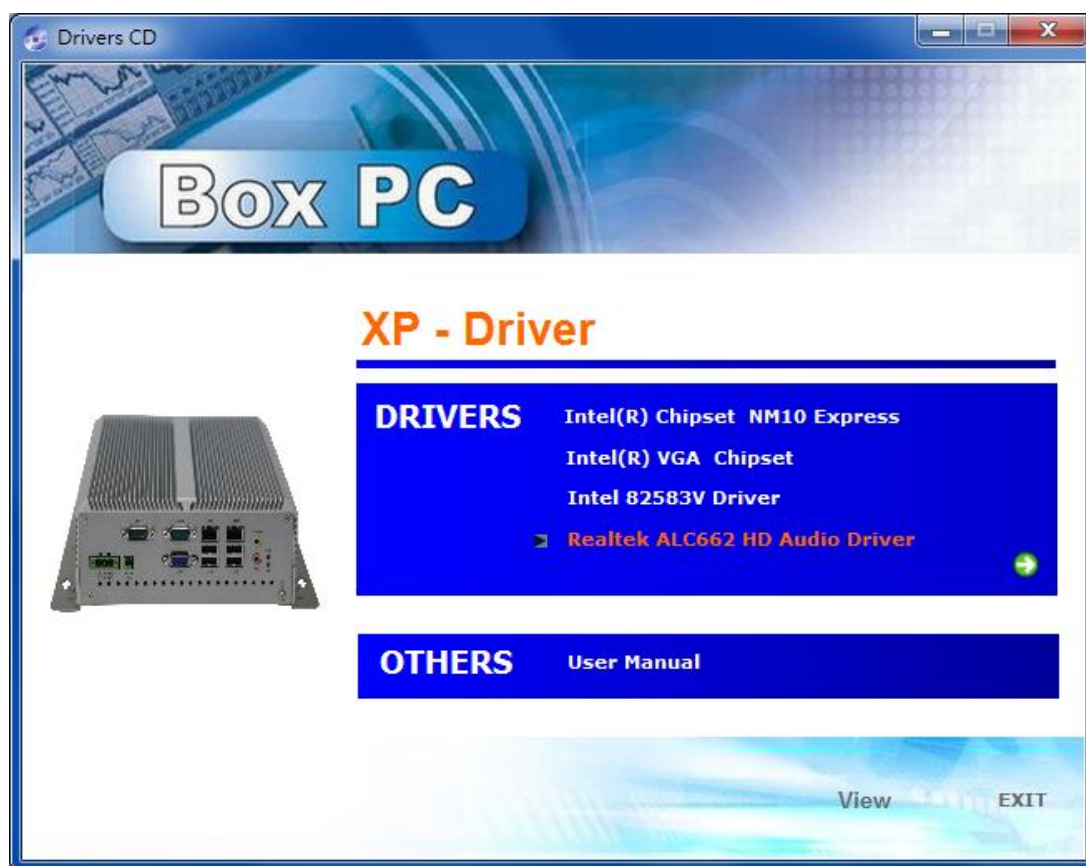 Drivers CD
Box PC
XP - Driver
DRIVERS
Intel(R) Chipset  NM10 Express
Intel(R) VGA  Chipset
Intel 82583V Driver
Realtek ALC662 HD Audio Driver
OTHERS
User Manual
View
EXIT